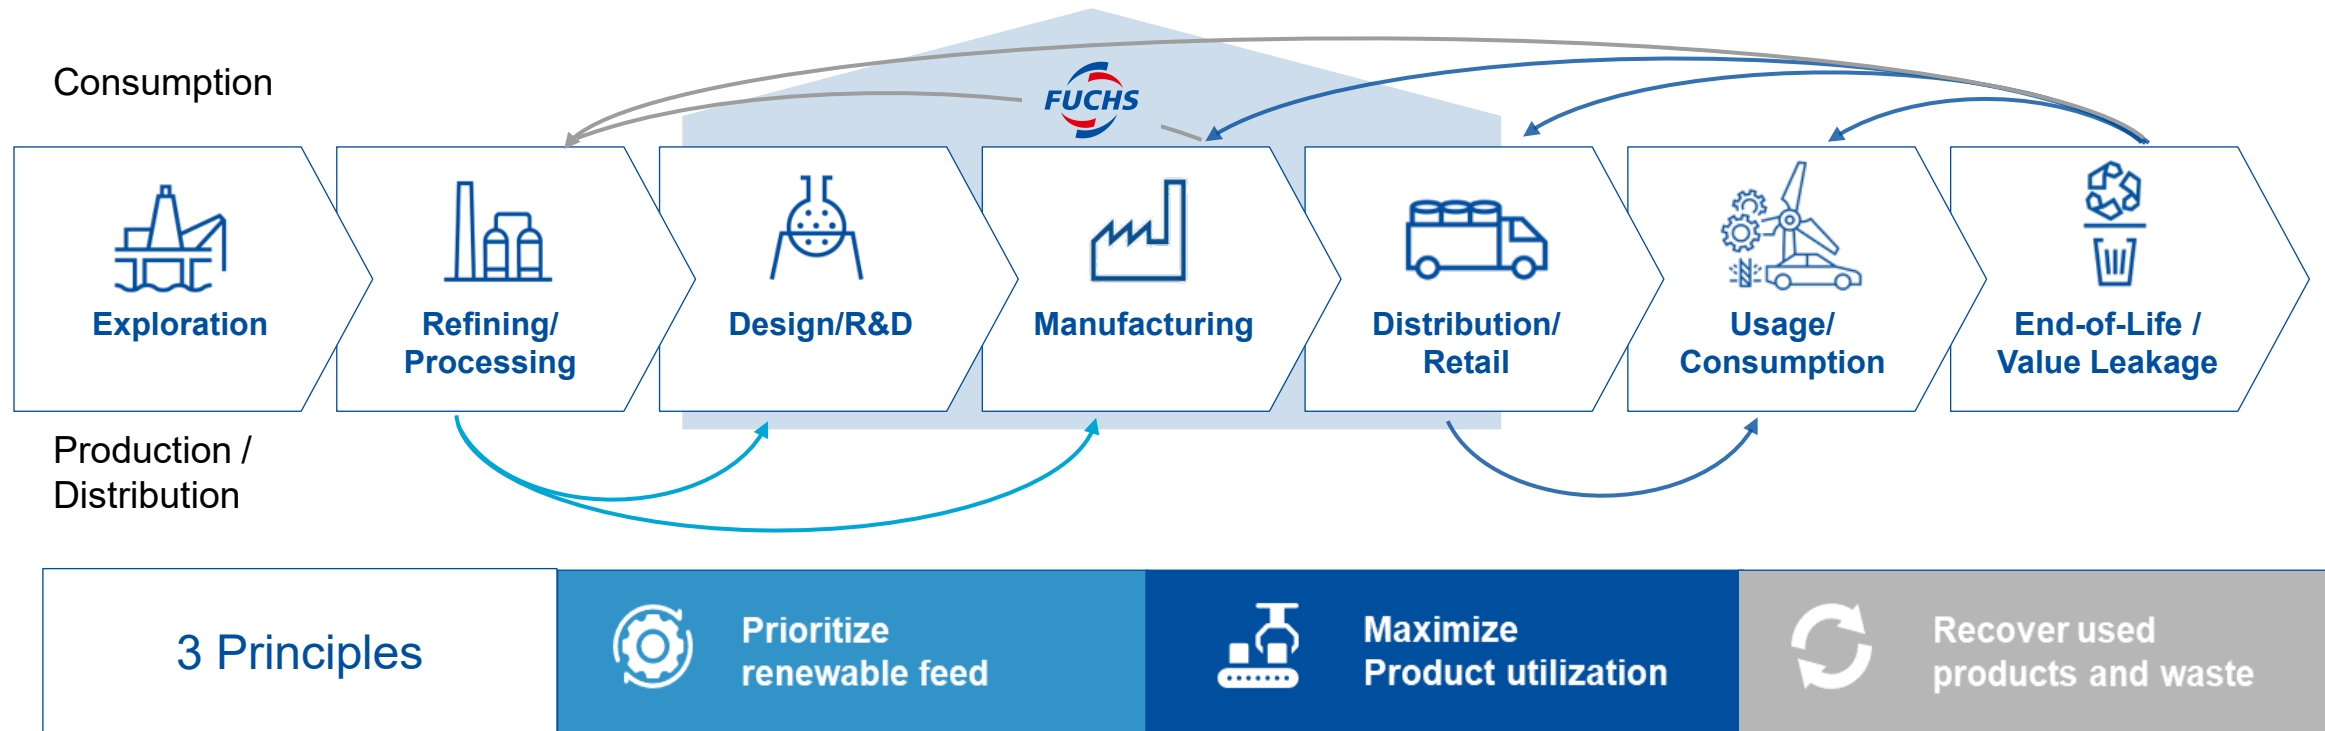 Consumption
FUCHS
Exploration
Refining/
Processing
Design/R&D
Manufacturing
Distribution/
Retail
Usage/
Consumption
End-of-Life /
Value Leakage
Production /
Distribution
3 Principles
Prioritize
renewable feed
Maximize
Product utilization
Recover used
products and waste